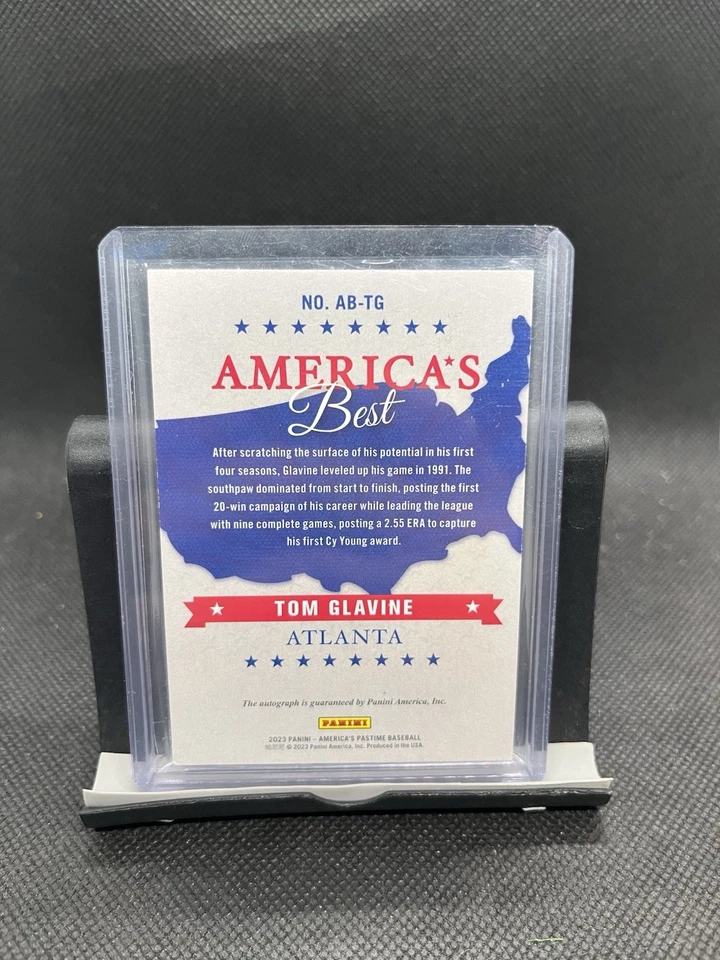 NO. AB-TG
AMERICA'S
Best
After scratching the surface of his potential in his first
four seasons, Glavine leveled up his game in 1991. The
southpaw dominated from start to finish, posting the first
20-win campaign of his career while leading the league
with nine complete games, posting a 2.55 ERA to capture
his first Cy Young award.
TOM GLAVINE
ATLANTA
The autograph is guaranteed by Panini America, Inc.
PANINI
2023 PANINI – AMERICA'S PASTIME BASEBALL
© 2023 Panini America, Inc. Produced in the USA.